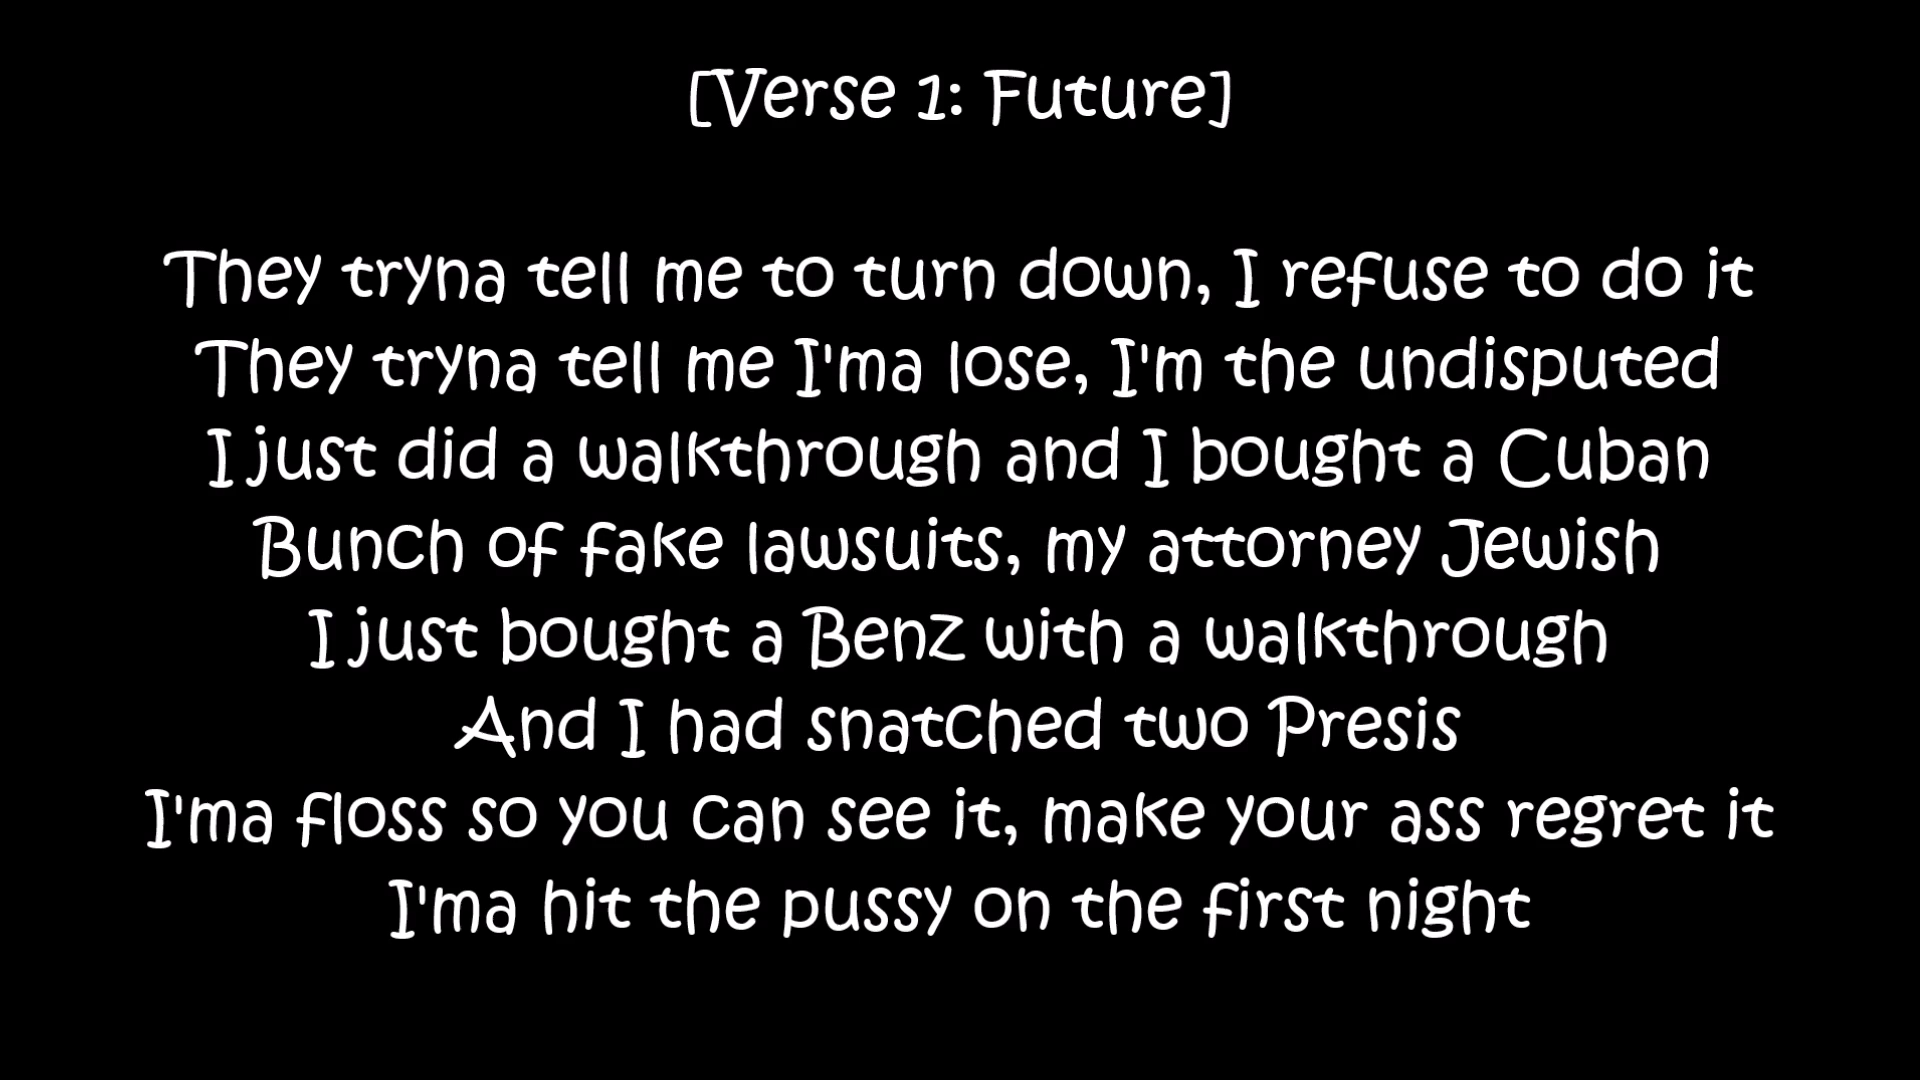 [Verse 1: Future]
They tryna tell me to turn down, I refuse to do it
They tryna tell me I'ma lose, I'm the undisputed
I just did a walkthrough and I bought a Cuban
Bunch of fake lawsuits, my attorney Jewish
I just bought a Benz with a walkthrough
And I had snatched two Presis
I'ma floss so you can see it, make your ass regret it
I'ma hit the pussy on the first night